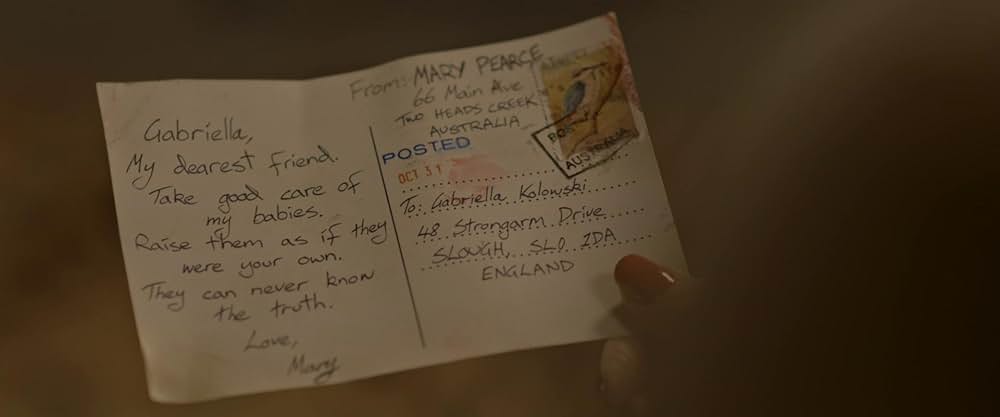 Gabriella,
My dearest friend.
Take good care of
my babies.
Raise them as if they
were your own.
They can never know
the truth.
Love,
Mary
From: MARY PEARCE
66 Main Ave
TWO HEADS CREEK
AUSTRALIA
POSTED
OCT 31
POST
AUSTRALIA
To: Gabriella Kolowski
48 Strongarm Drive
SLOUGH, SL0 2DA
ENGLAND